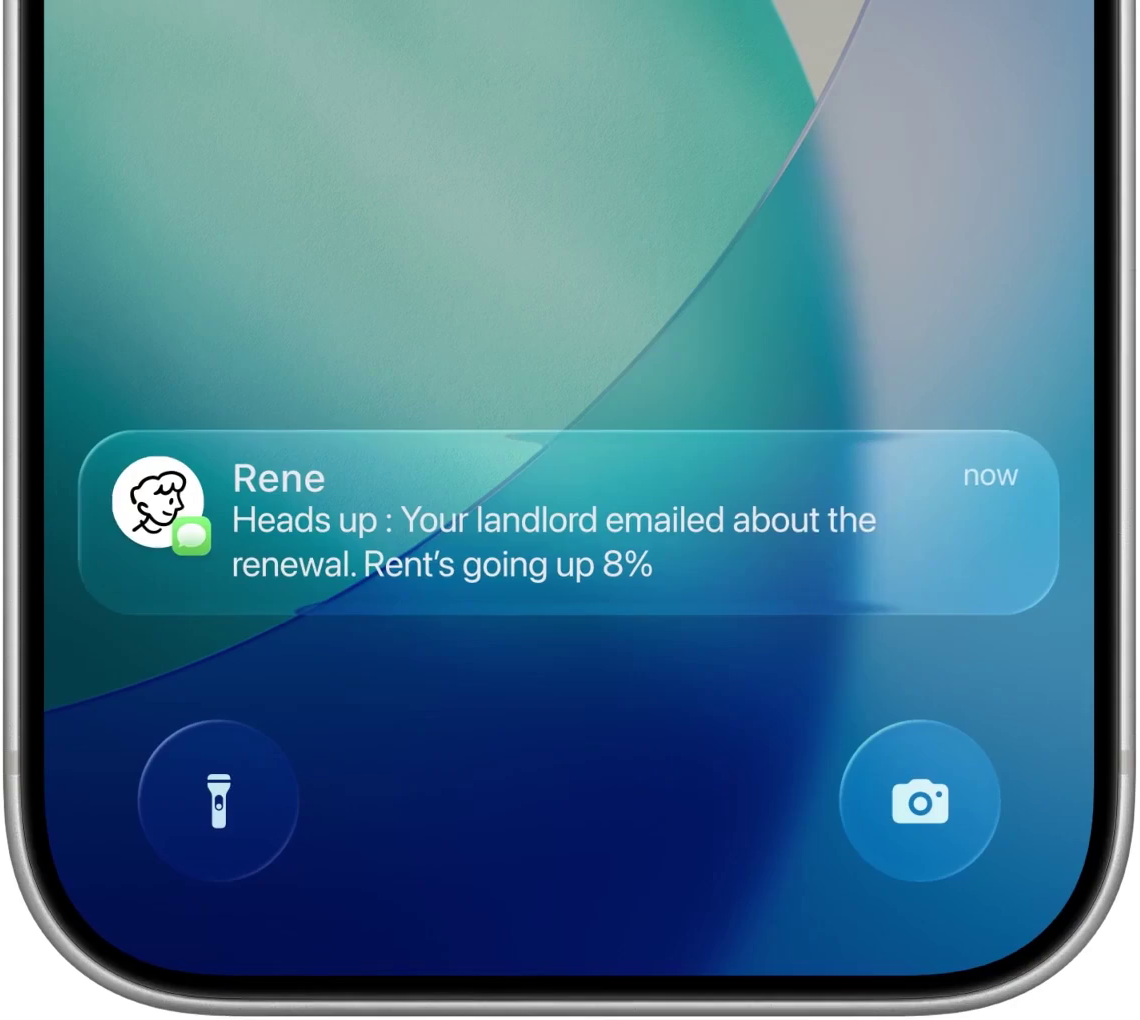 Rene
now
Heads up : Your landlord emailed about the
renewal. Rent’s going up 8%